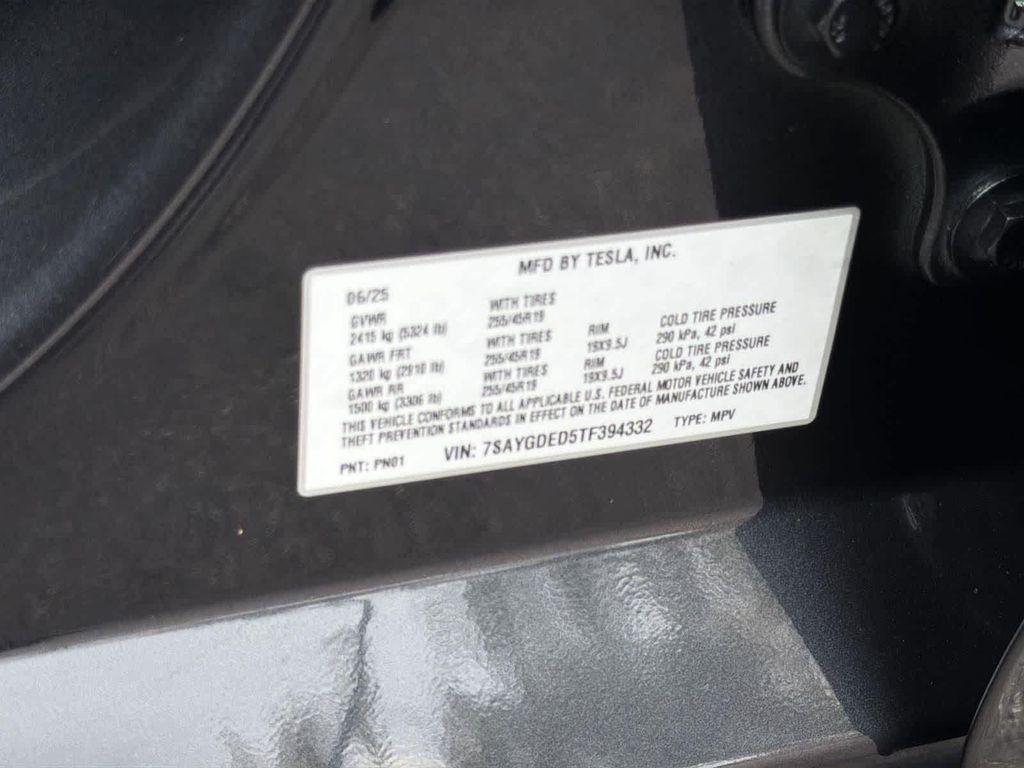 MFD BY TESLA, INC.
06/25
GVWR WITH TIRES RIM COLD TIRE PRESSURE
2415 kg (5324 lb) 255/45R19 19X9.5J 290 kPa, 42 psi
GAWR FRT WITH TIRES RIM COLD TIRE PRESSURE
1320 kg (2910 lb) 255/45R19 19X9.5J 290 kPa, 42 psi
GAWR RR WITH TIRES
1500 kg (3306 lb) 255/45R19
THIS VEHICLE CONFORMS TO ALL APPLICABLE U.S. FEDERAL MOTOR VEHICLE SAFETY AND
THEFT PREVENTION STANDARDS IN EFFECT ON THE DATE OF MANUFACTURE SHOWN ABOVE.
PNT: PN01 VIN: 7SAYGDED5TF394332 TYPE: MPV